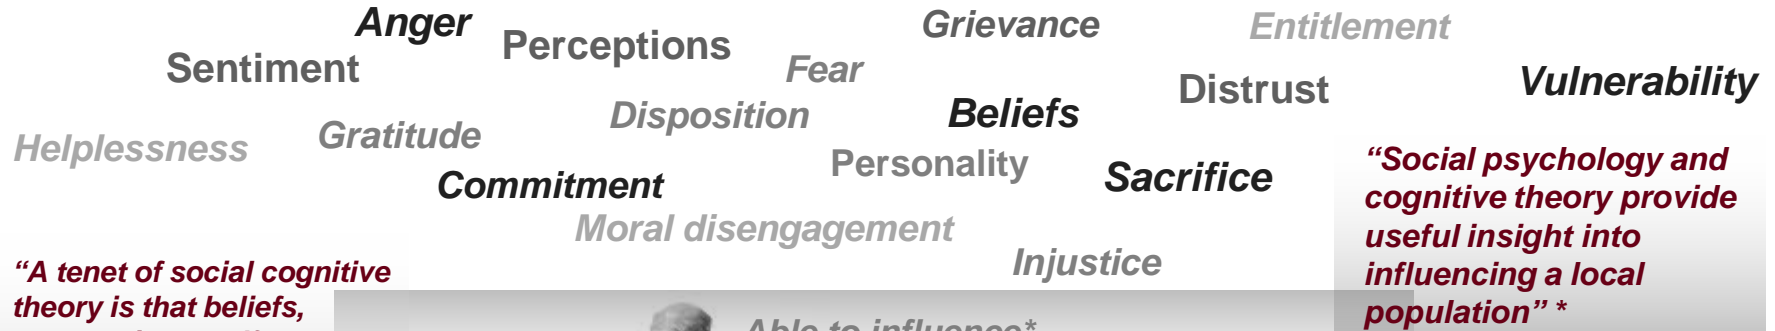 Anger
Perceptions
Grievance
Entitlement
Sentiment
Fear
Distrust
Vulnerability
Helplessness
Gratitude
Disposition
Beliefs
Commitment
Personality
Sacrifice
Moral disengagement
Injustice
“Social psychology and
cognitive theory provide
useful insight into
influencing a local
population” *
“A tenet of social cognitive
theory is that beliefs,
Able to influence*